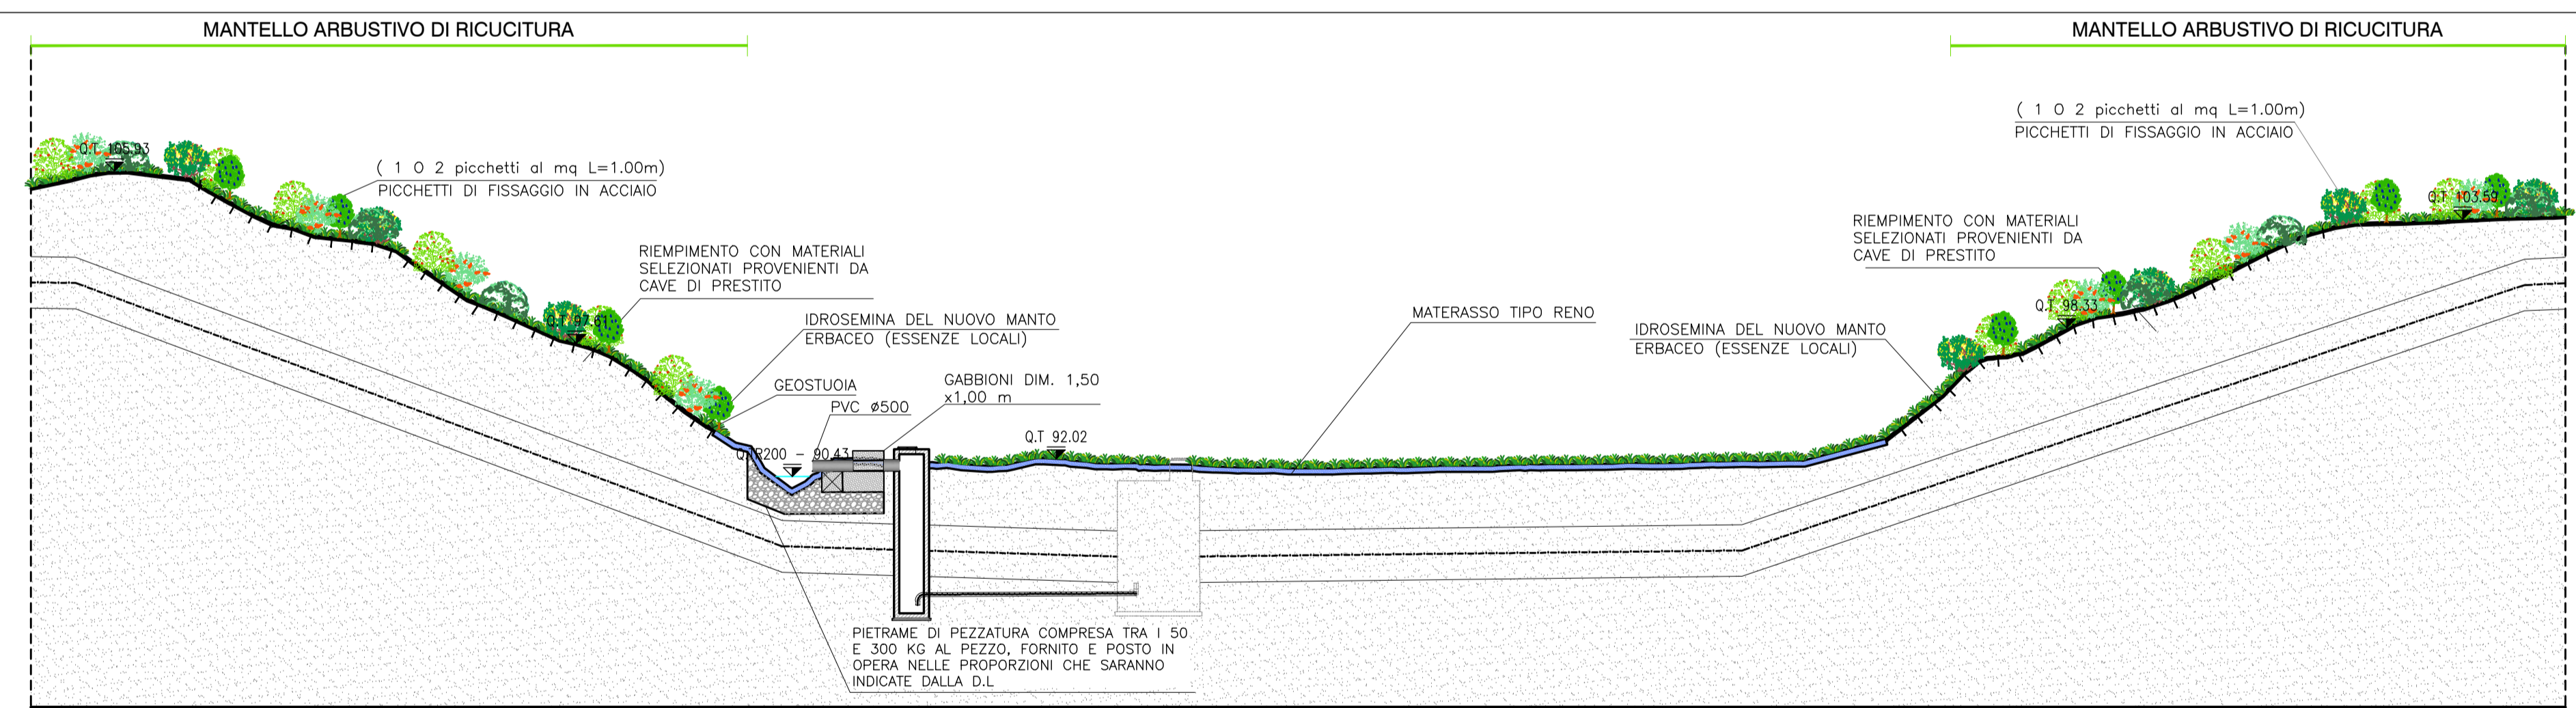 MANTELLO ARBUSTIVO DI RICUCITURA
MANTELLO ARBUSTIVO DI RICUCITURA
( 1 O 2 picchetti al mq L=1.00m)
PICCHETTI DI FISSAGGIO IN ACCIAIO
Q.T 105.93
( 1 O 2 picchetti al mq L=1.00m)
PICCHETTI DI FISSAGGIO IN ACCIAIO
Q.T 103.59
RIEMPIMENTO CON MATERIALI
SELEZIONATI PROVENIENTI DA
CAVE DI PRESTITO
RIEMPIMENTO CON MATERIALI
SELEZIONATI PROVENIENTI DA
CAVE DI PRESTITO
Q.T 97.61
IDROSEMINA DEL NUOVO MANTO
ERBACEO (ESSENZE LOCALI)
MATERASSO TIPO RENO
IDROSEMINA DEL NUOVO MANTO
ERBACEO (ESSENZE LOCALI)
Q.T 98.33
GEOSTUOIA
GABBIONI DIM. 1,50
x1,00 m
PVC ø500
Q.T 92.02
R200 - 90.43
PIETRAME DI PEZZATURA COMPRESA TRA I 50
E 300 KG AL PEZZO, FORNITO E POSTO IN
OPERA NELLE PROPORZIONI CHE SARANNO
INDICATE DALLA D.L